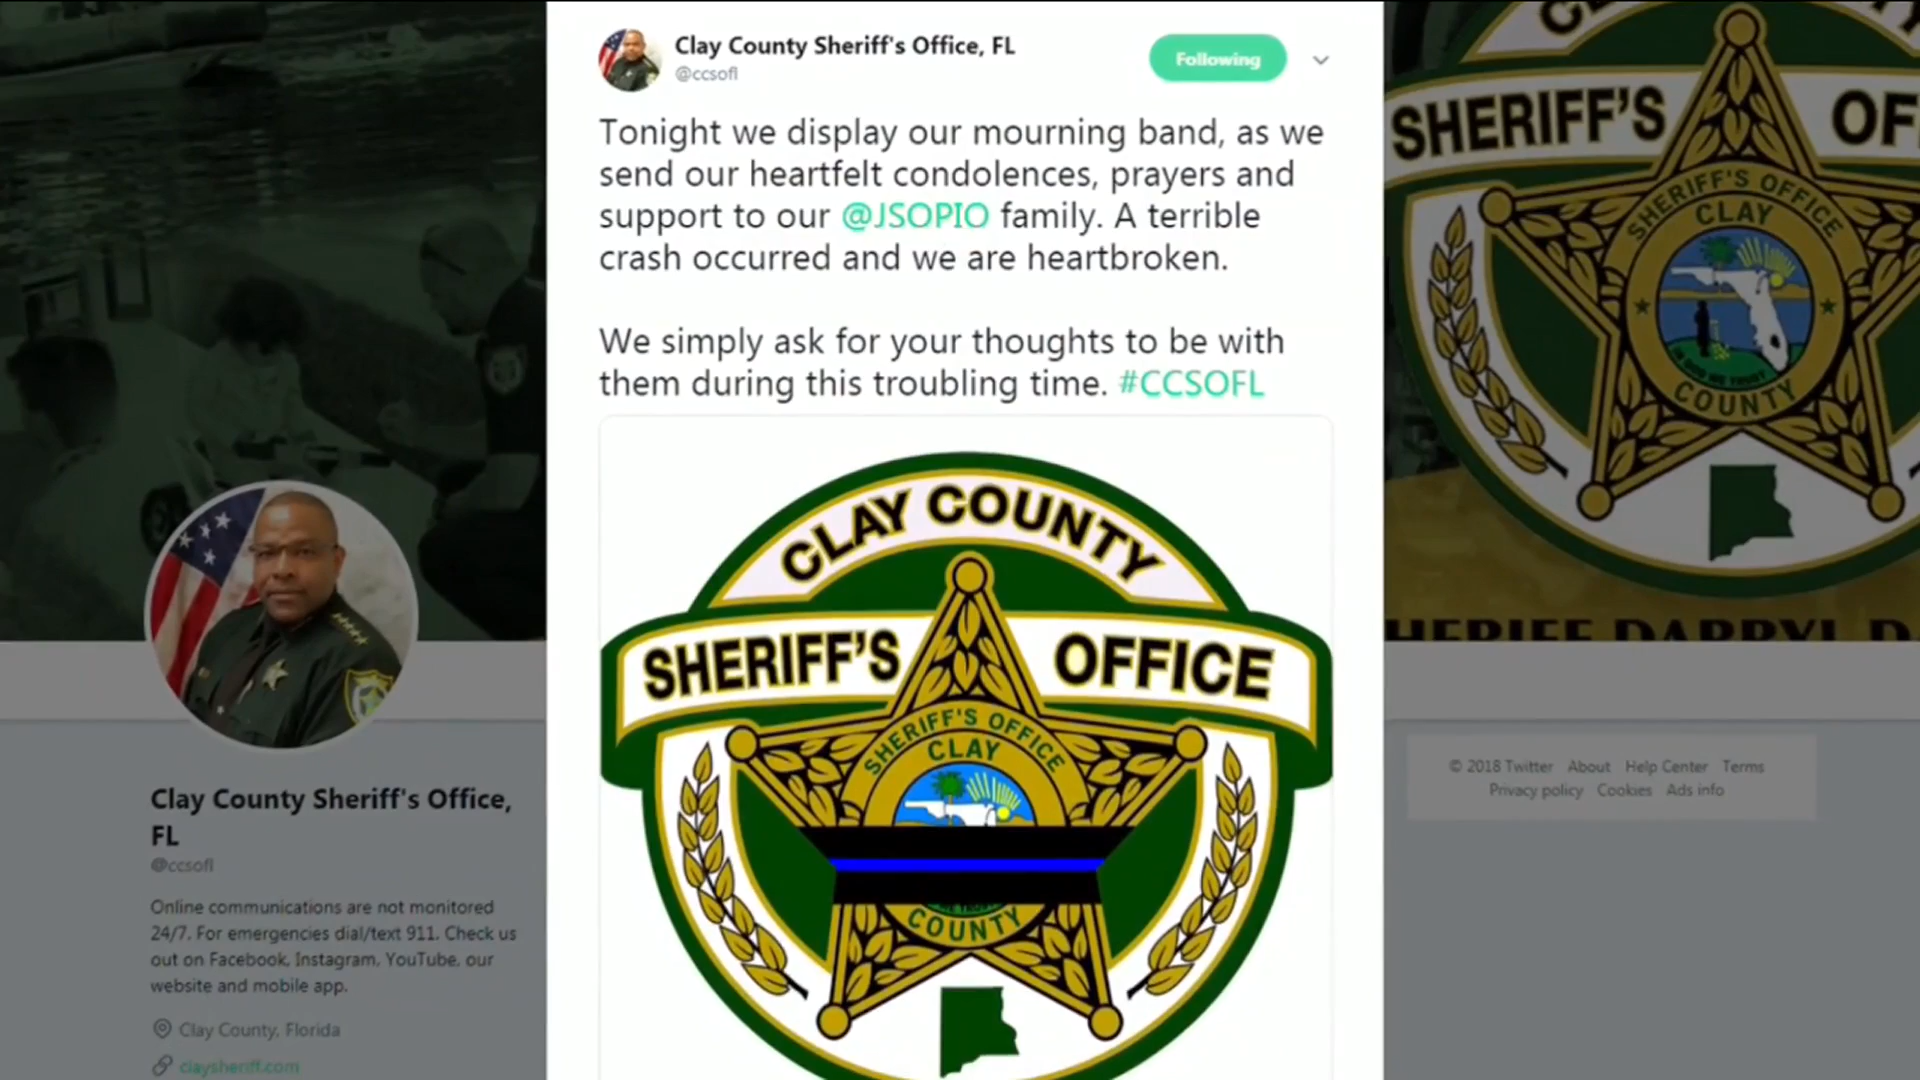 Clay County Sheriff's Office, FL
@ccsofl
Following
Tonight we display our mourning band, as we
send our heartfelt condolences, prayers and
support to our @JSOPIO family. A terrible
crash occurred and we are heartbroken.
We simply ask for your thoughts to be with
them during this troubling time. #CCSOFL
CLAY COUNTY
SHERIFF'S OFFICE
SHERIFF'S OFFICE
CLAY
COUNTY
SHERIFF'S OF
SHERIFF'S OFFICE
CLAY
COUNTY
© 2018 Twitter About Help Center Terms
Privacy policy Cookies Ads info
Clay County Sheriff's Office,
FL
@ccsofl
Online communications are not monitored
24/7. For emergencies dial/text 911. Check us
out on Facebook, Instagram, YouTube, our
website and mobile app.
Clay County, Florida
claysheriff.com